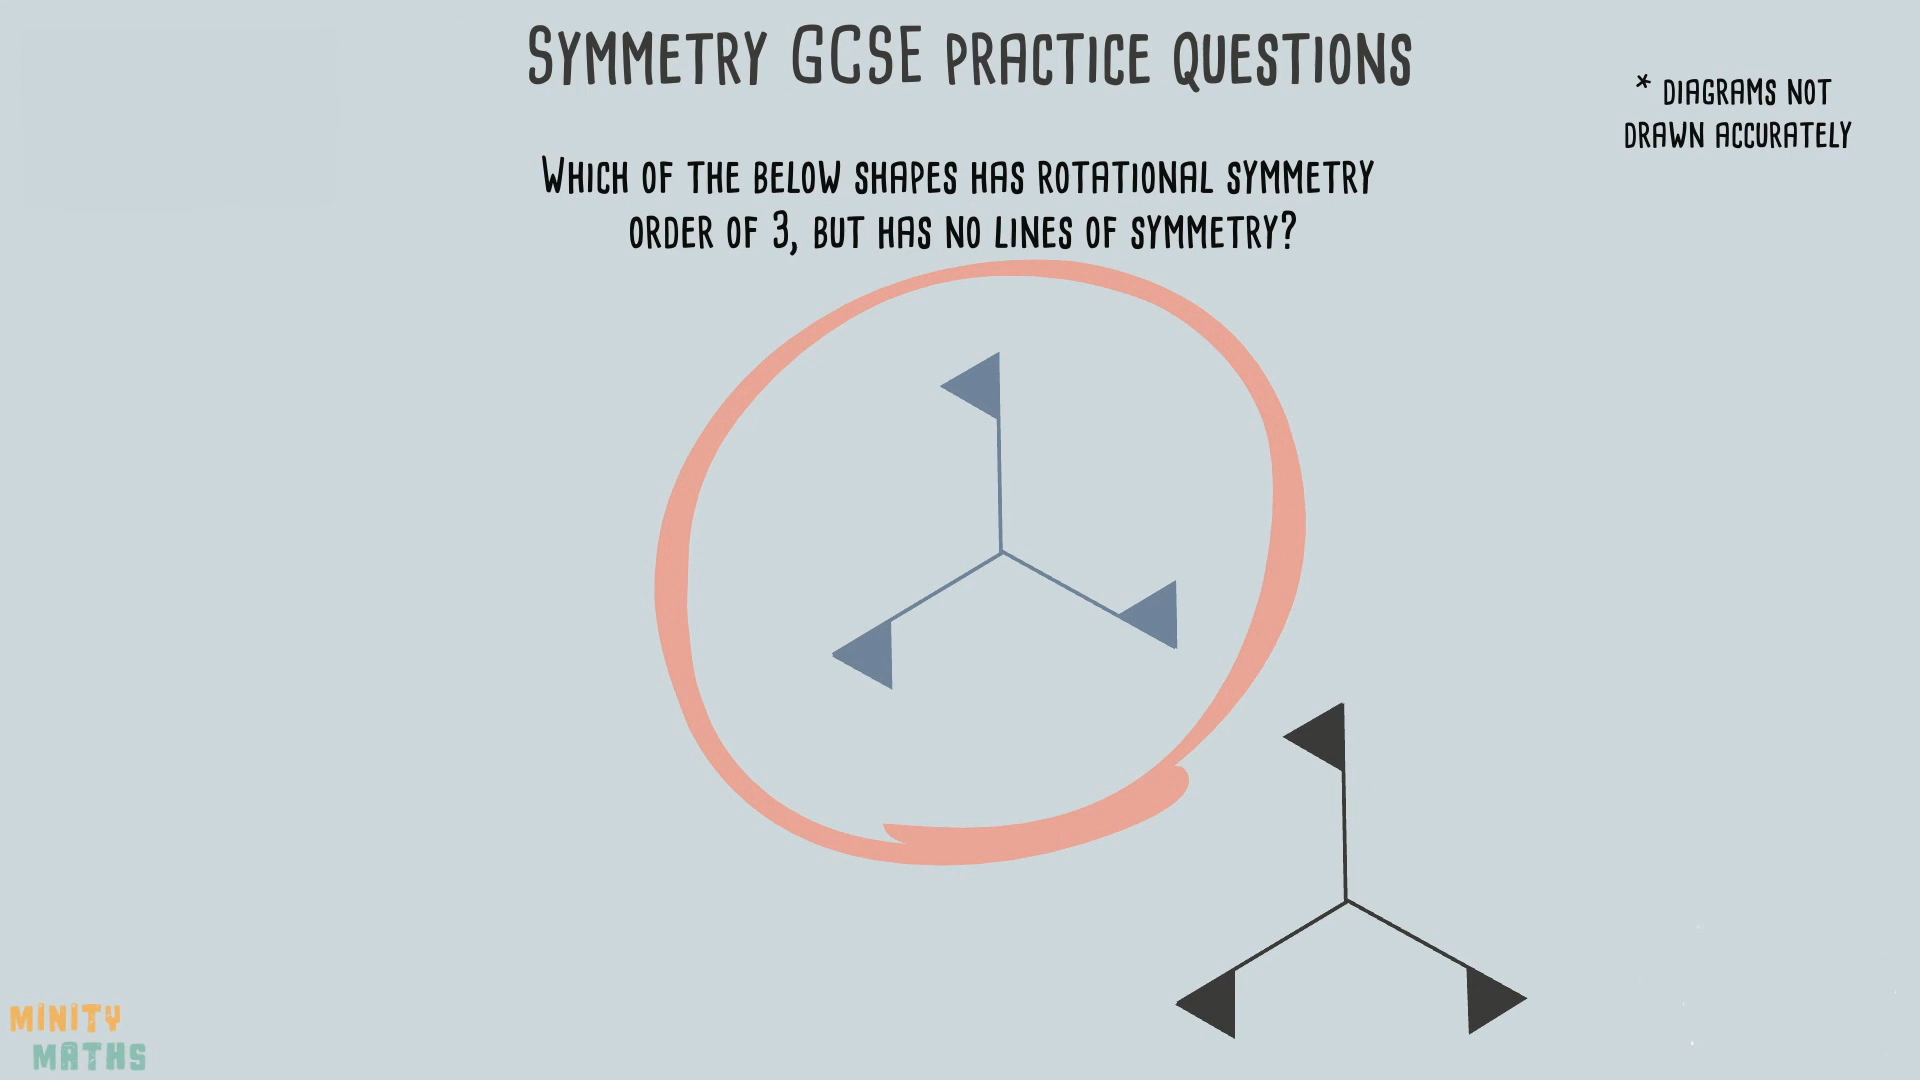 Symmetry GCSE practice Questions
* diagrams not
drawn accurately
Which of the below shapes has rotational symmetry
order of 3, but has no lines of symmetry?
MINITY
MATHS